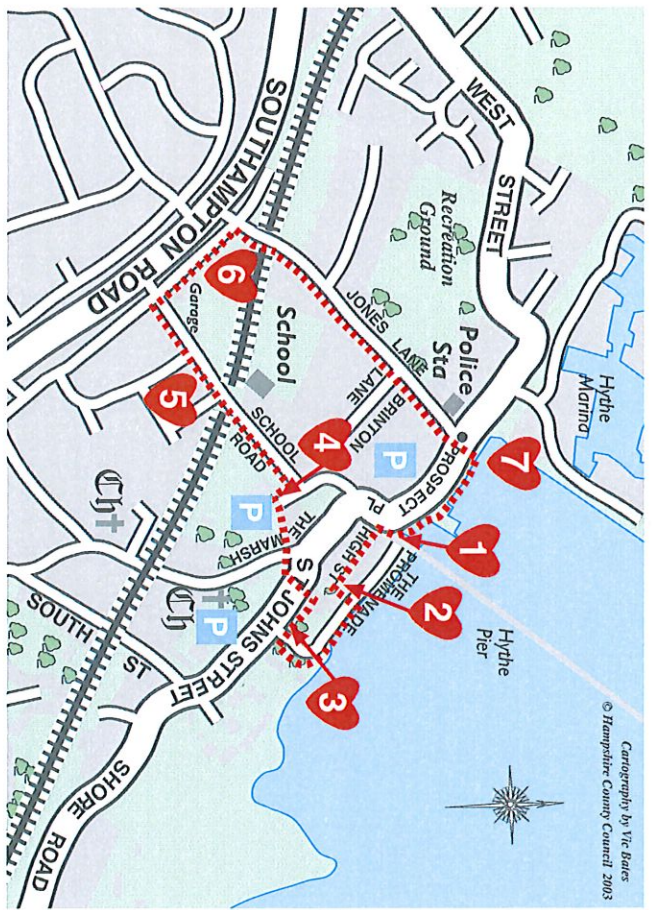 Cartography by Vic Bates
© Hampshire County Council 2003
WEST STREET
Hythe
Marina
Recreation
Ground
Police
Sta
JONES LANE
BRINTON
LANE
PROSPECT
PL
7
1
THE
PROMENADE
Hythe
Pier
HIGH ST
2
3
P
4
6
School
SCHOOL
ROAD
Garage
5
SOUTHAMPTON ROAD
THE MARSH
P
ST JOHNS STREET
Ch
Ch
P
SOUTH ST
SHORE ROAD